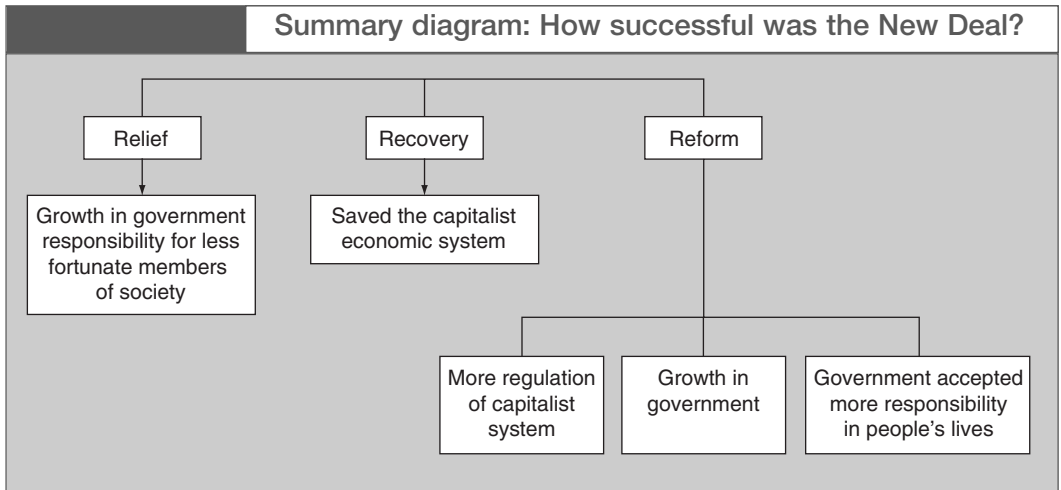 Summary diagram: How successful was the New Deal?
Relief
Recovery
Reform
Growth in government
responsibility for less
fortunate members
of society
Saved the capitalist
economic system
More regulation
of capitalist
system
Growth in
government
Government accepted
more responsibility
in people's lives